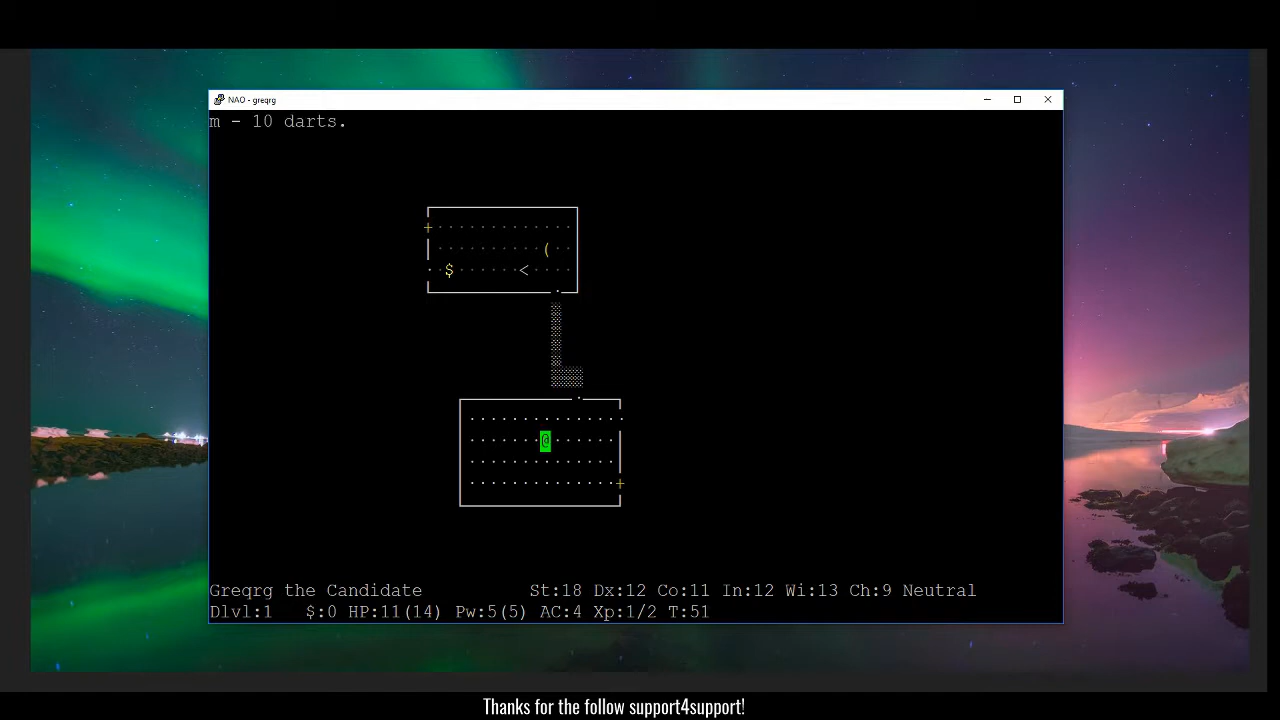 NAO - greqrg
m - 10 darts.
+ . . . . . . . . . . . .
. . . . . . . . . . ( . .
. $ . . . . . . < . . . .
.
.
. . . . . . . . . . . . . . .
. . . . . . . @ . . . . . .
. . . . . . . . . . . . . .
. . . . . . . . . . . . . . +
Greqrg the Candidate St:18 Dx:12 Co:11 In:12 Wi:13 Ch:9 Neutral
Dlvl:1 $:0 HP:11(14) Pw:5(5) AC:4 Xp:1/2 T:51
Thanks for the follow support4support!